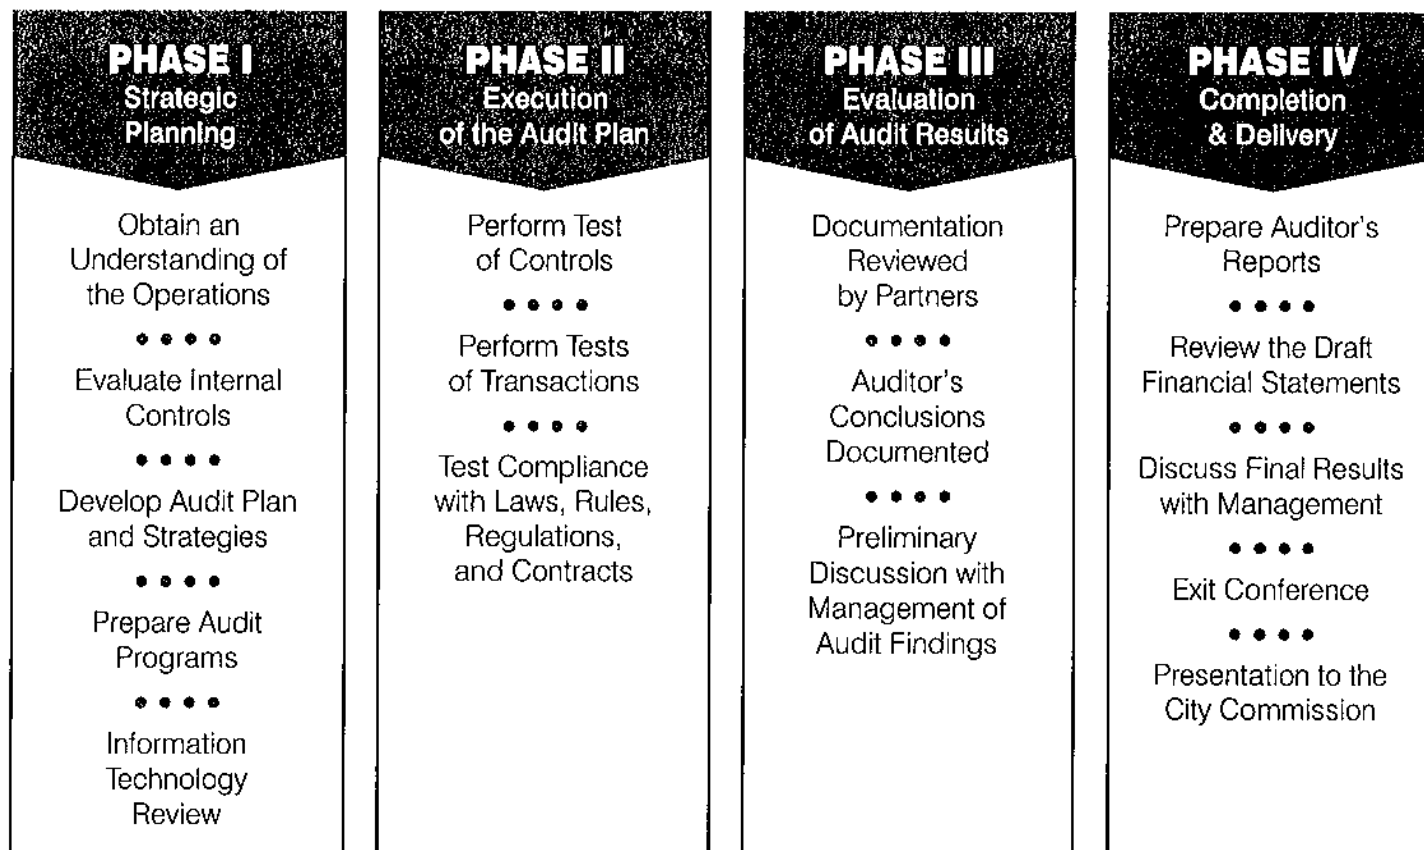 PHASE I
Strategic
Planning
Obtain an
Understanding of
the Operations
Evaluate Internal
Controls
Develop Audit Plan
and Strategies
Prepare Audit
Programs
Information
Technology
Review
PHASE II
Execution
of the Audit Plan
Perform Test
of Controls
Perform Tests
of Transactions
Test Compliance
with Laws, Rules,
Regulations,
and Contracts
PHASE III
Evaluation
of Audit Results
Documentation
Reviewed
by Partners
Auditor's
Conclusions
Documented
Preliminary
Discussion with
Management of
Audit Findings
PHASE IV
Completion
& Delivery
Prepare Auditor's
Reports
Review the Draft
Financial Statements
Discuss Final Results
with Management
Exit Conference
Presentation to the
City Commission